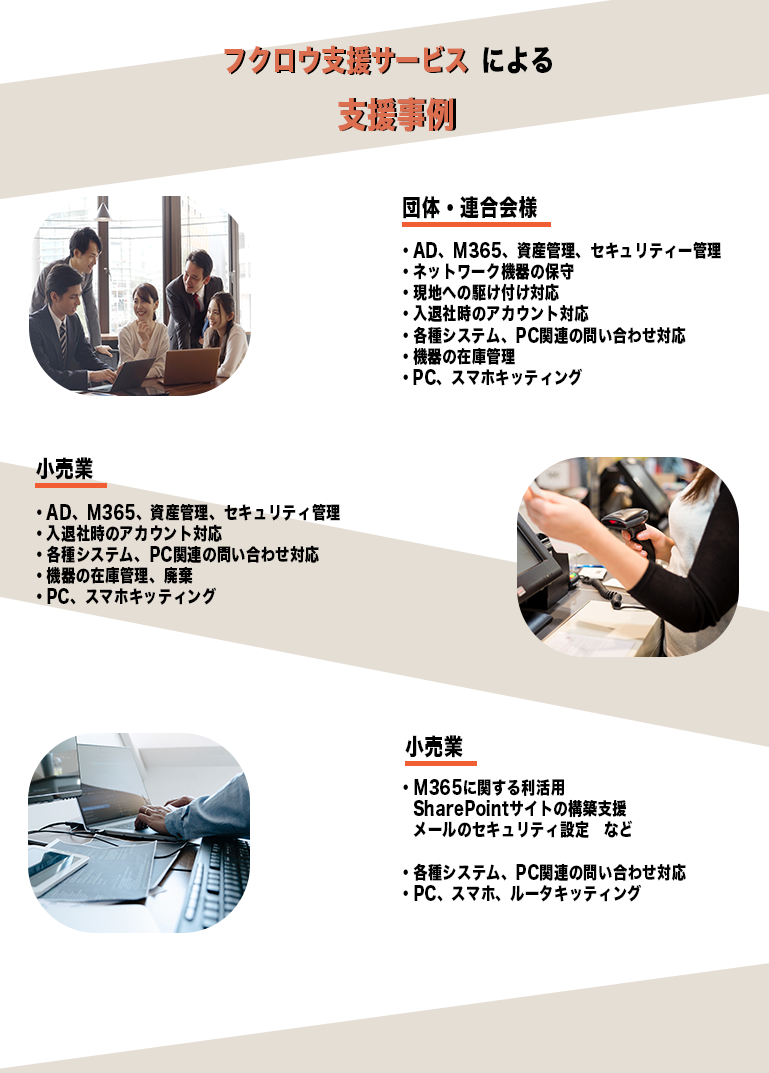 フクロウ支援サービス による
支援事例
団体・連合会様
・AD、M365、資産管理、セキュリティー管理
・ネットワーク機器の保守
・現地への駆け付け対応
・入退社時のアカウント対応
・各種システム、PC関連の問い合わせ対応
・機器の在庫管理
・PC、スマホキッティング
小売業
・AD、M365、資産管理、セキュリティ管理
・入退社時のアカウント対応
・各種システム、PC関連の問い合わせ対応
・機器の在庫管理、廃棄
・PC、スマホキッティング
小売業
・M365に関する利活用
SharePointサイトの構築支援
メールのセキュリティ設定　など
・各種システム、PC関連の問い合わせ対応
・PC、スマホ、ルータキッティング